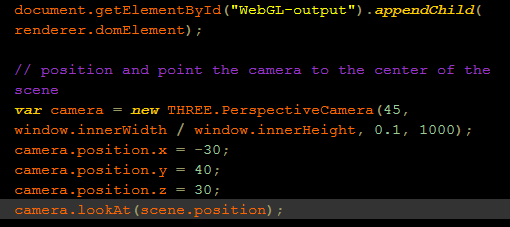 document.getElementById("WebGL-output").appendChild(
renderer.domElement);
// position and point the camera to the center of the
scene
var camera = new THREE.PerspectiveCamera(45,
window.innerWidth / window.innerHeight, 0.1, 1000);
camera.position.x = -30;
camera.position.y = 40;
camera.position.z = 30;
camera.lookAt(scene.position);